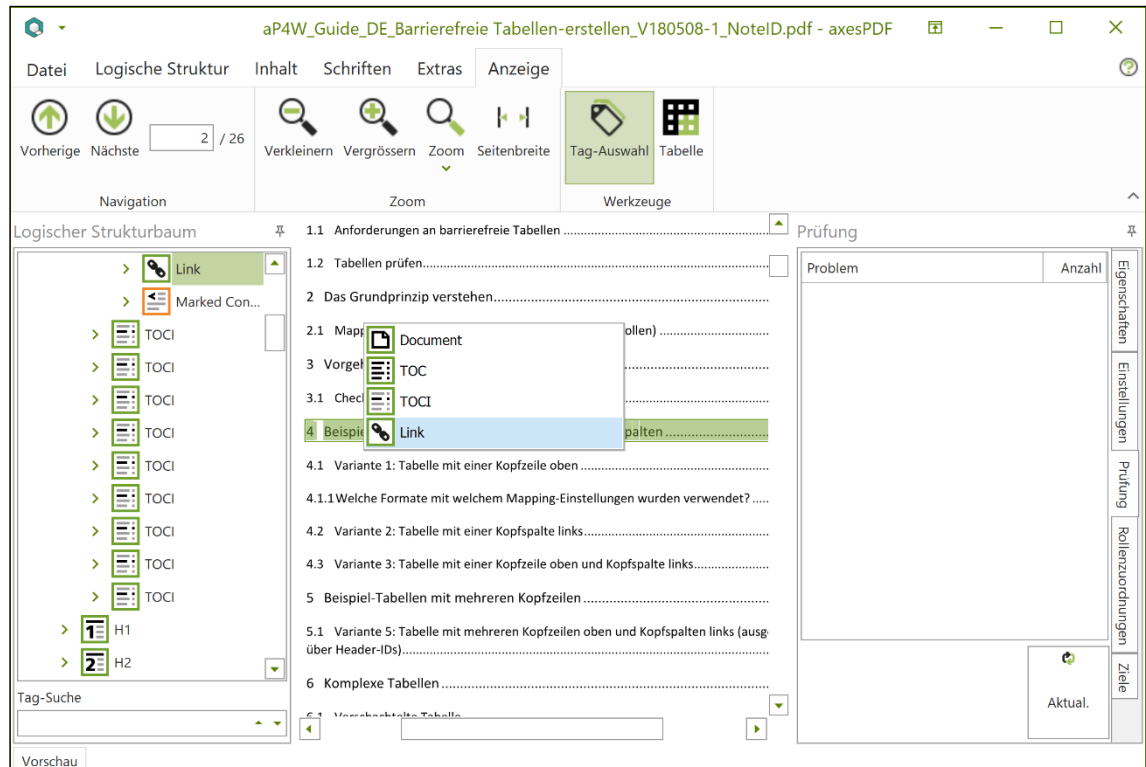 aP4W_Guide_DE_Barrierefreie Tabellen-erstellen_V180508-1_NoteID.pdf - axesPDF
Datei Logische Struktur Inhalt Schriften Extras Anzeige
Vorherige Nächste 2 / 26 Verkleinern Vergrössern Zoom Seitenbreite Tag-Auswahl Tabelle
Navigation Zoom Werkzeuge
Logischer Strukturbaum
Link
Marked Con...
TOCI
TOCI
TOCI
TOCI
TOCI
TOCI
TOCI
TOCI
TOCI
1 H1
2 H2
Tag-Suche
Vorschau
1.1 Anforderungen an barrierefreie Tabellen ...
1.2 Tabellen prüfen...
2 Das Grundprinzip verstehen...
2.1 Mapp ollen) ...
3 Vorgeh ...
3.1 Chec ...
4 Beispie palten ...
Document
TOC
TOCI
Link
4.1 Variante 1: Tabelle mit einer Kopfzeile oben ...
4.1.1 Welche Formate mit welchem Mapping-Einstellungen wurden verwendet? ...
4.2 Variante 2: Tabelle mit einer Kopfspalte links...
4.3 Variante 3: Tabelle mit einer Kopfzeile oben und Kopfspalte links...
5 Beispiel-Tabellen mit mehreren Kopfzeilen ...
5.1 Variante 5: Tabelle mit mehreren Kopfzeilen oben und Kopfspalten links (ausg
über Header-IDs)...
6 Komplexe Tabellen ...
6.1 Verschachtelte Tabelle
Prüfung
Problem Anzahl
Aktual.
Eigenschaften
Einstellungen
Prüfung
Rollenzuordnungen
Ziele